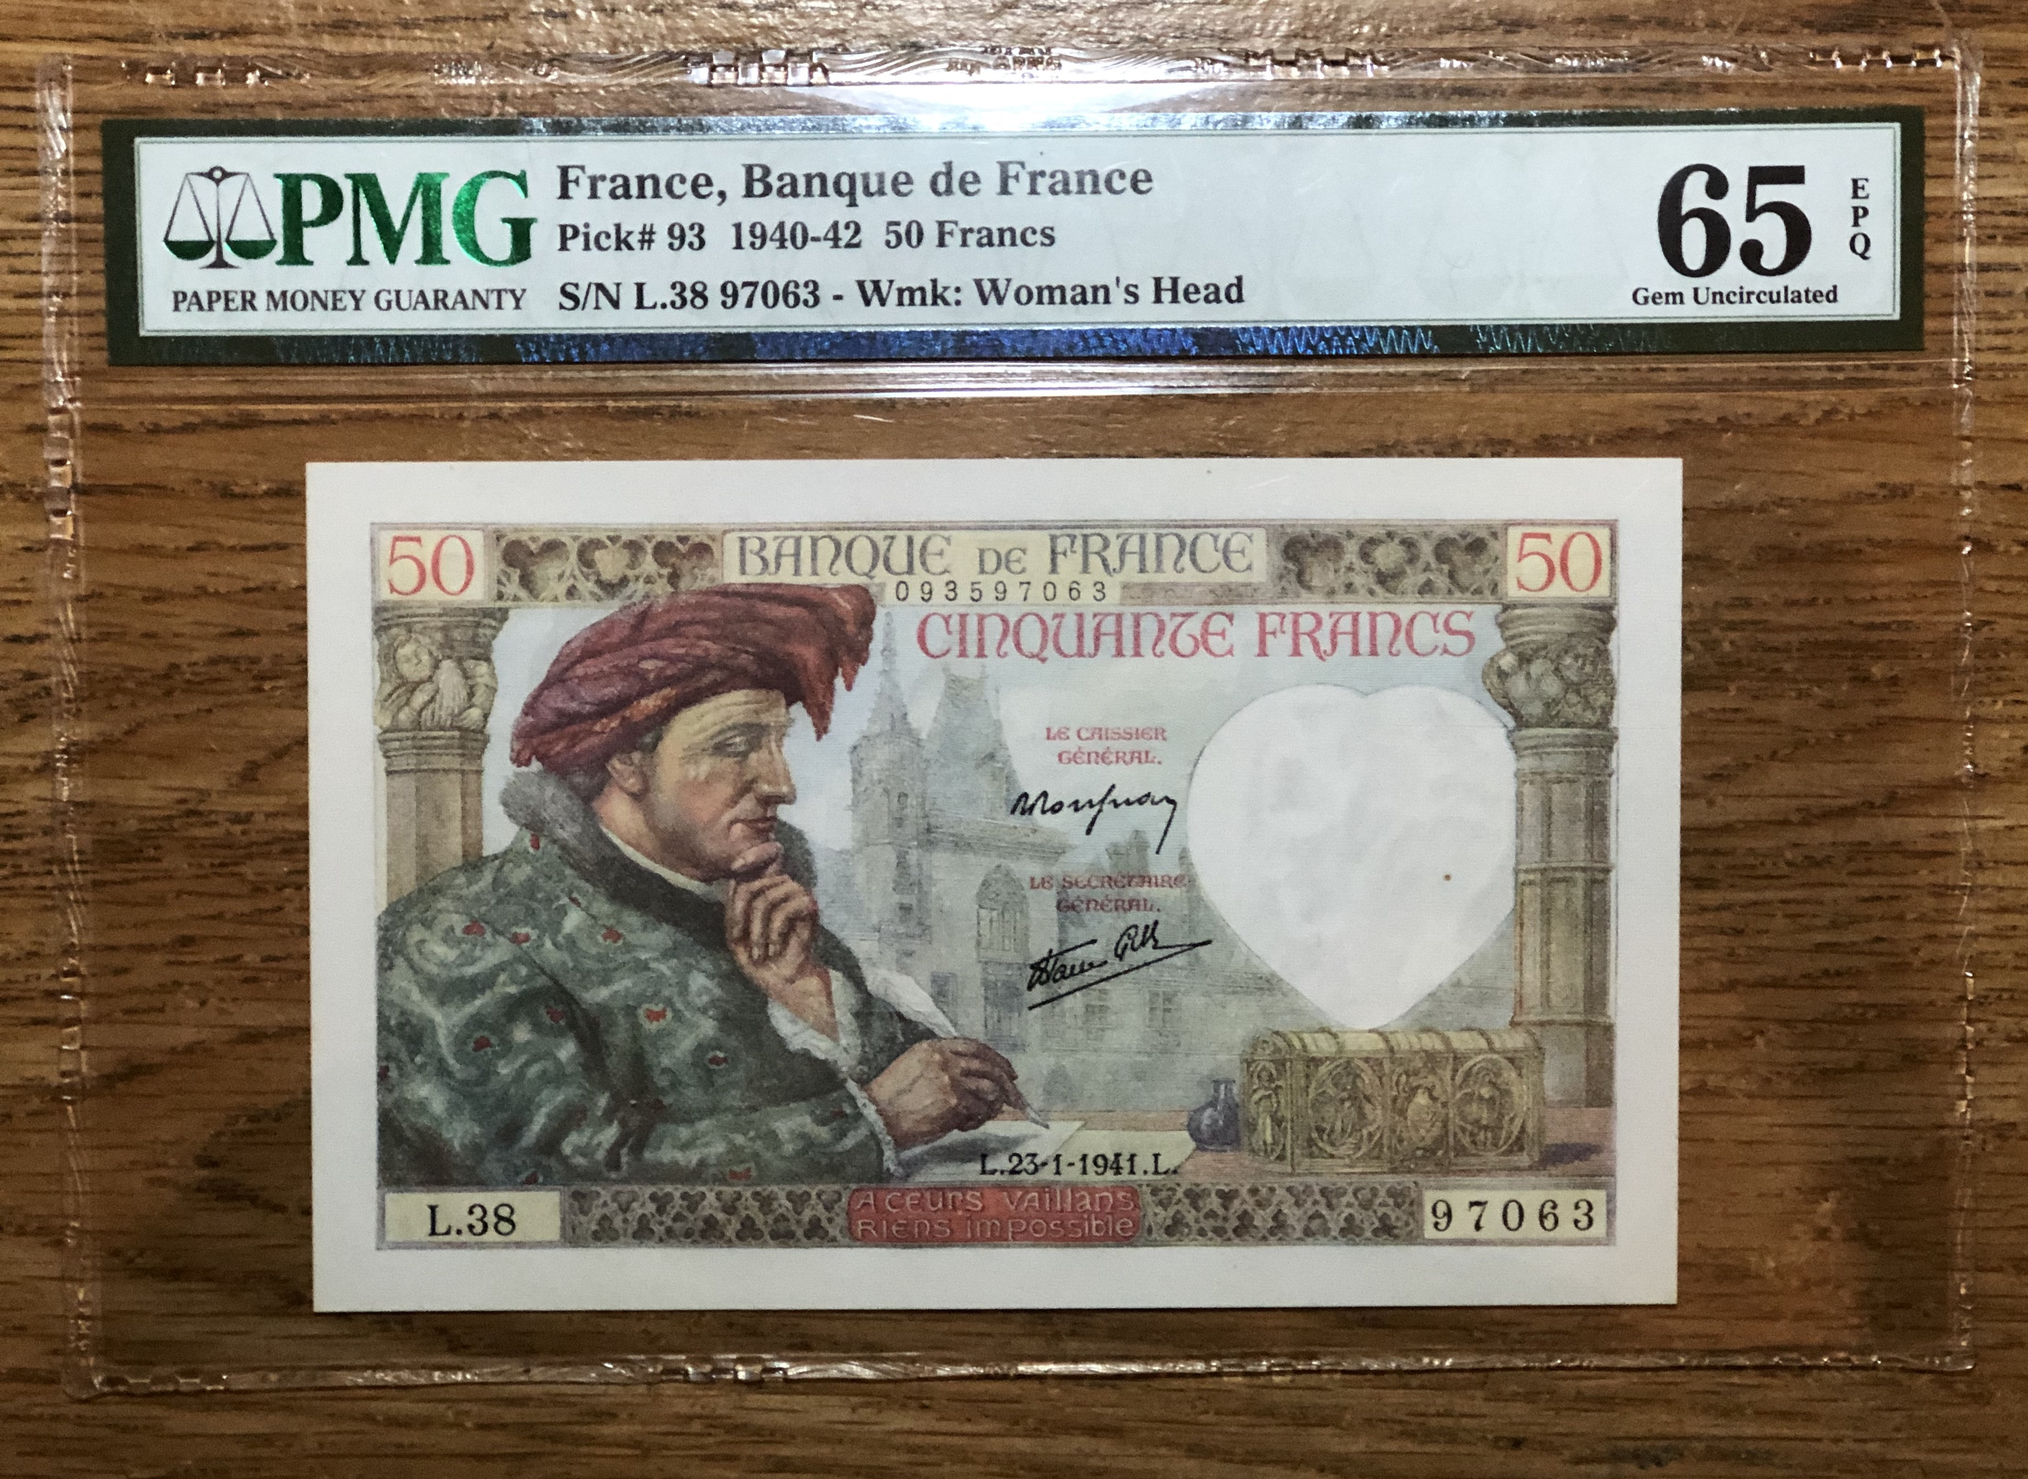 PMG
PAPER MONEY GUARANTY
France, Banque de France
Pick# 93 1940-42 50 Francs
S/N L.38 97063 - Wmk: Woman's Head
65
EPQ
Gem Uncirculated
50
BANQUE DE FRANCE
50
093597063
CINQUANTE FRANCS
LE CAISSIER
GÉNÉRAL.
LE SECRÉTAIRE
GÉNÉRAL.
L.23-1-1941.L.
L.38
A CEURS VAILLANS
RIENS IMPOSSIBLE
97063